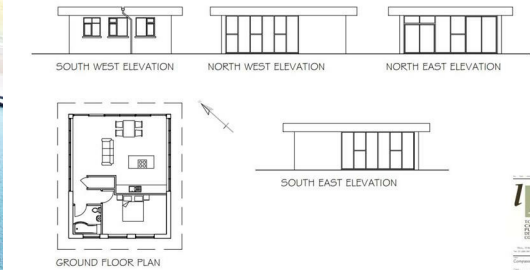 SOUTH WEST ELEVATION
NORTH WEST ELEVATION
NORTH EAST ELEVATION
SOUTH EAST ELEVATION
GROUND FLOOR PLAN